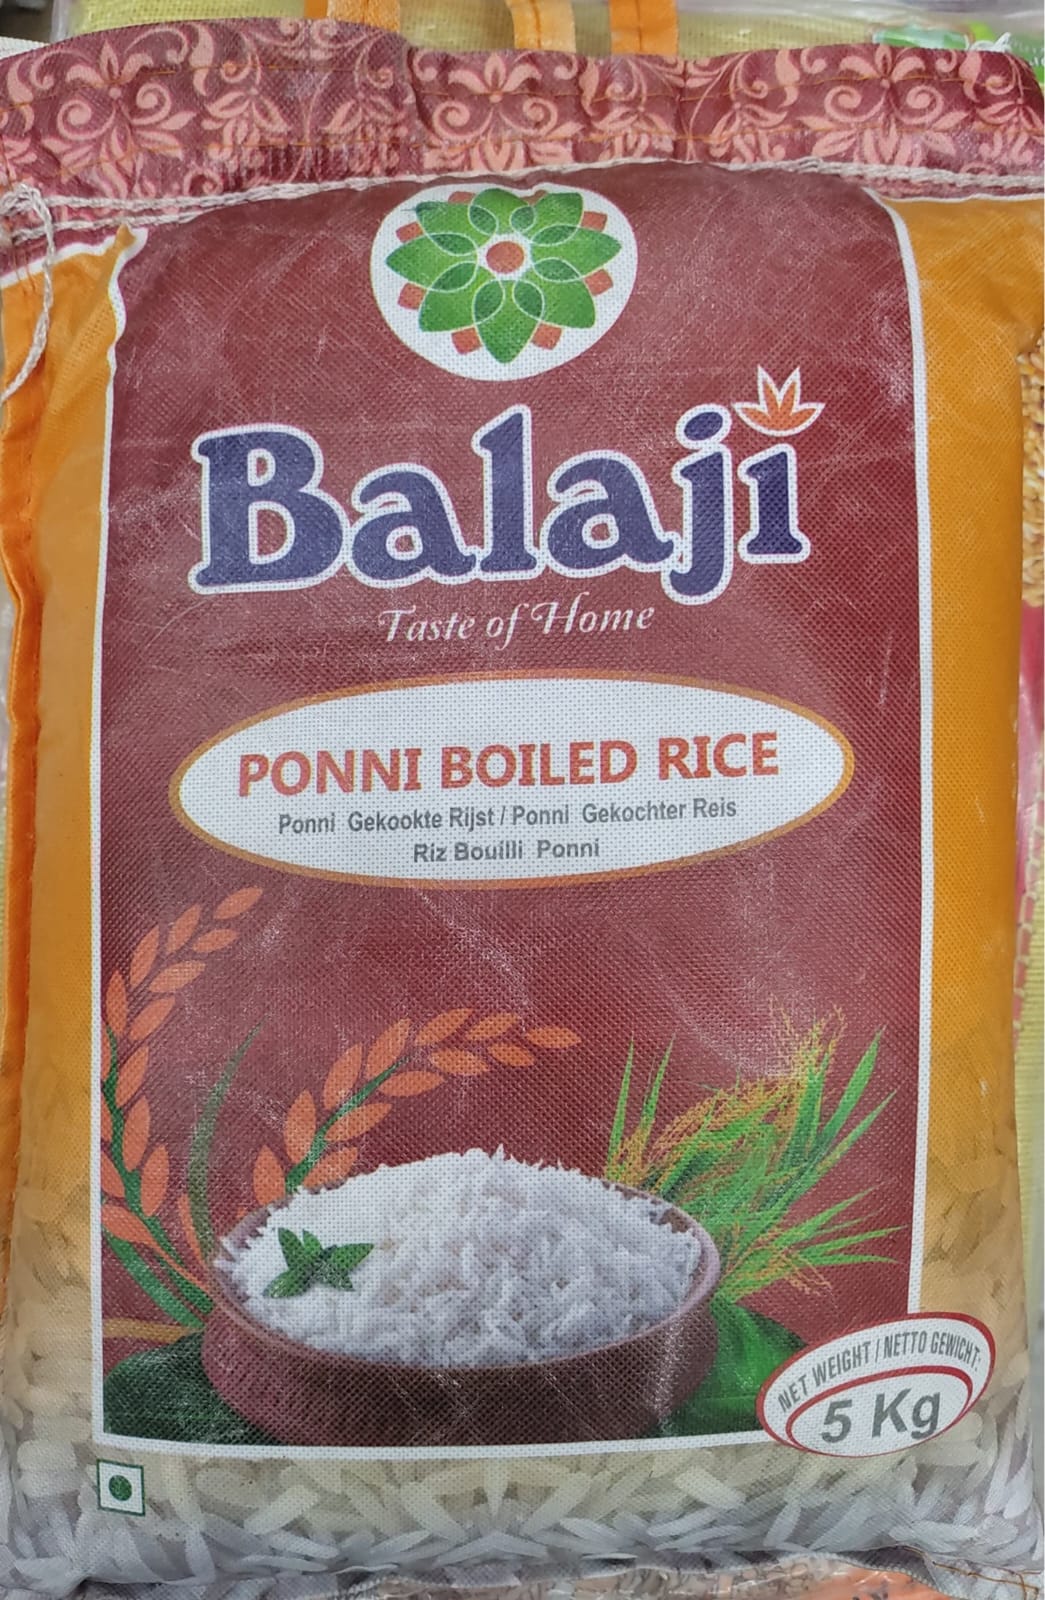 Balaji
Taste of Home
PONNI BOILED RICE
Ponni Gekookte Rijst / Ponni Gekochter Reis
Riz Bouilli Ponni
NET WEIGHT / NETTO GEWICHT:
5 Kg